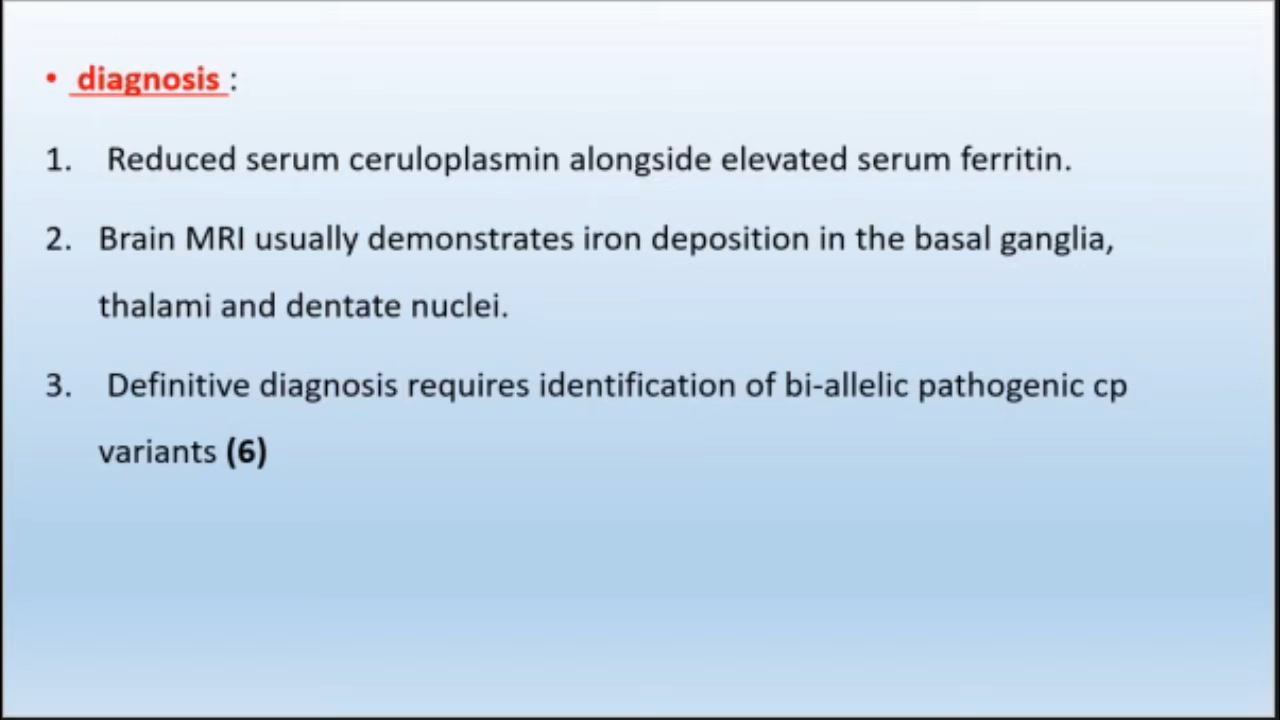 • diagnosis :
1. Reduced serum ceruloplasmin alongside elevated serum ferritin.
2. Brain MRI usually demonstrates iron deposition in the basal ganglia,
thalami and dentate nuclei.
3. Definitive diagnosis requires identification of bi-allelic pathogenic cp
variants (6)